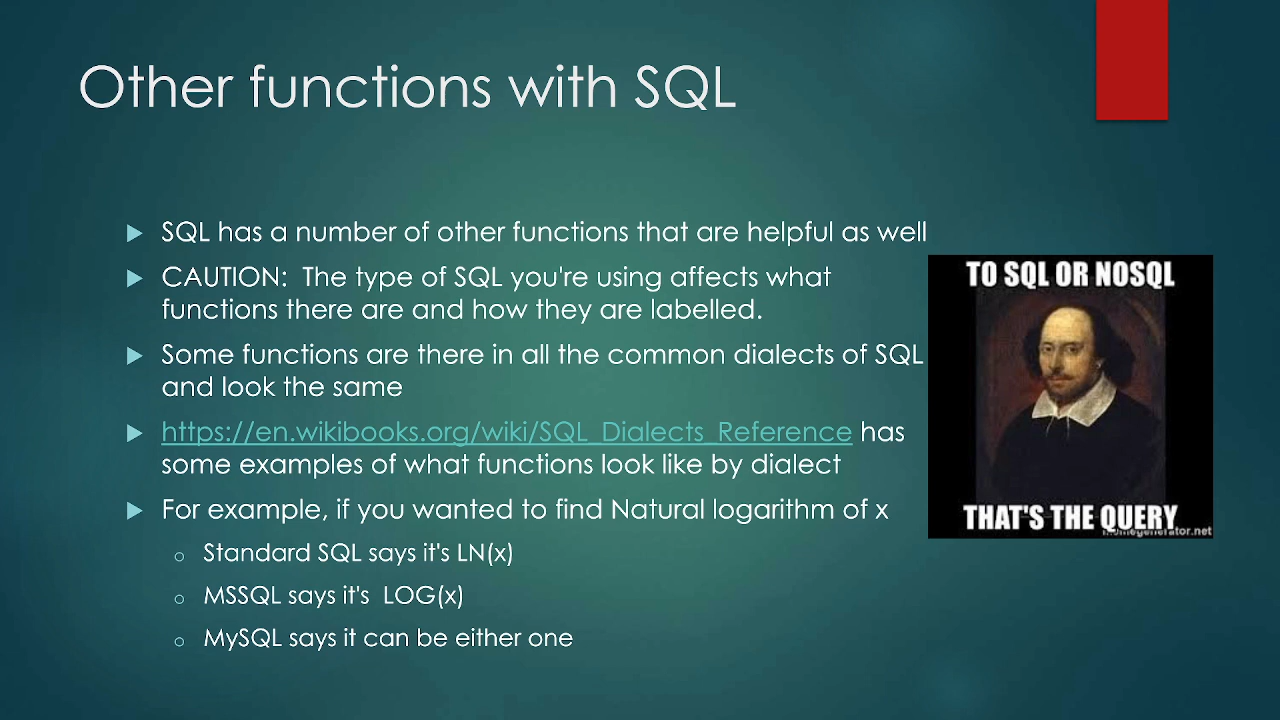 Other functions with SQL
SQL has a number of other functions that are helpful as well
CAUTION:  The type of SQL you're using affects what
functions there are and how they are labelled.
Some functions are there in all the common dialects of SQL
and look the same
https://en.wikibooks.org/wiki/SQL_Dialects_Reference has
some examples of what functions look like by dialect
For example, if you wanted to find Natural logarithm of x
Standard SQL says it's LN(x)
MSSQL says it's  LOG(x)
MySQL says it can be either one
TO SQL OR NOSQL
THAT'S THE QUERY
memegenerator.net